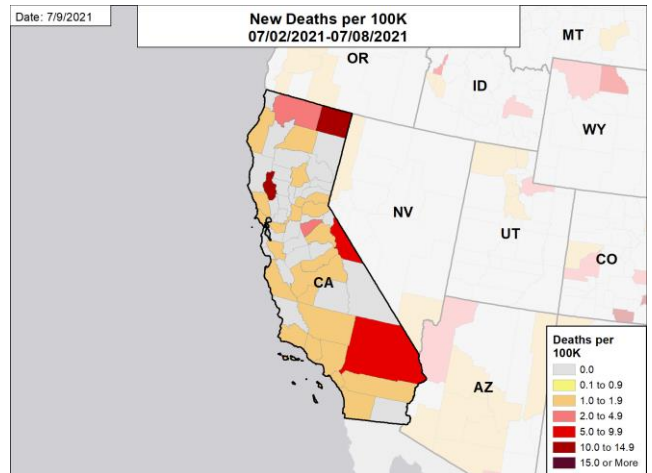 Date: 7/9/2021
New Deaths per 100K
07/02/2021-07/08/2021
MT
OR
ID
WY
NV
UT
CO
CA
AZ
Deaths per
100K
0.0
0.1 to 0.9
1.0 to 1.9
2.0 to 4.9
5.0 to 9.9
10.0 to 14.9
15.0 or More